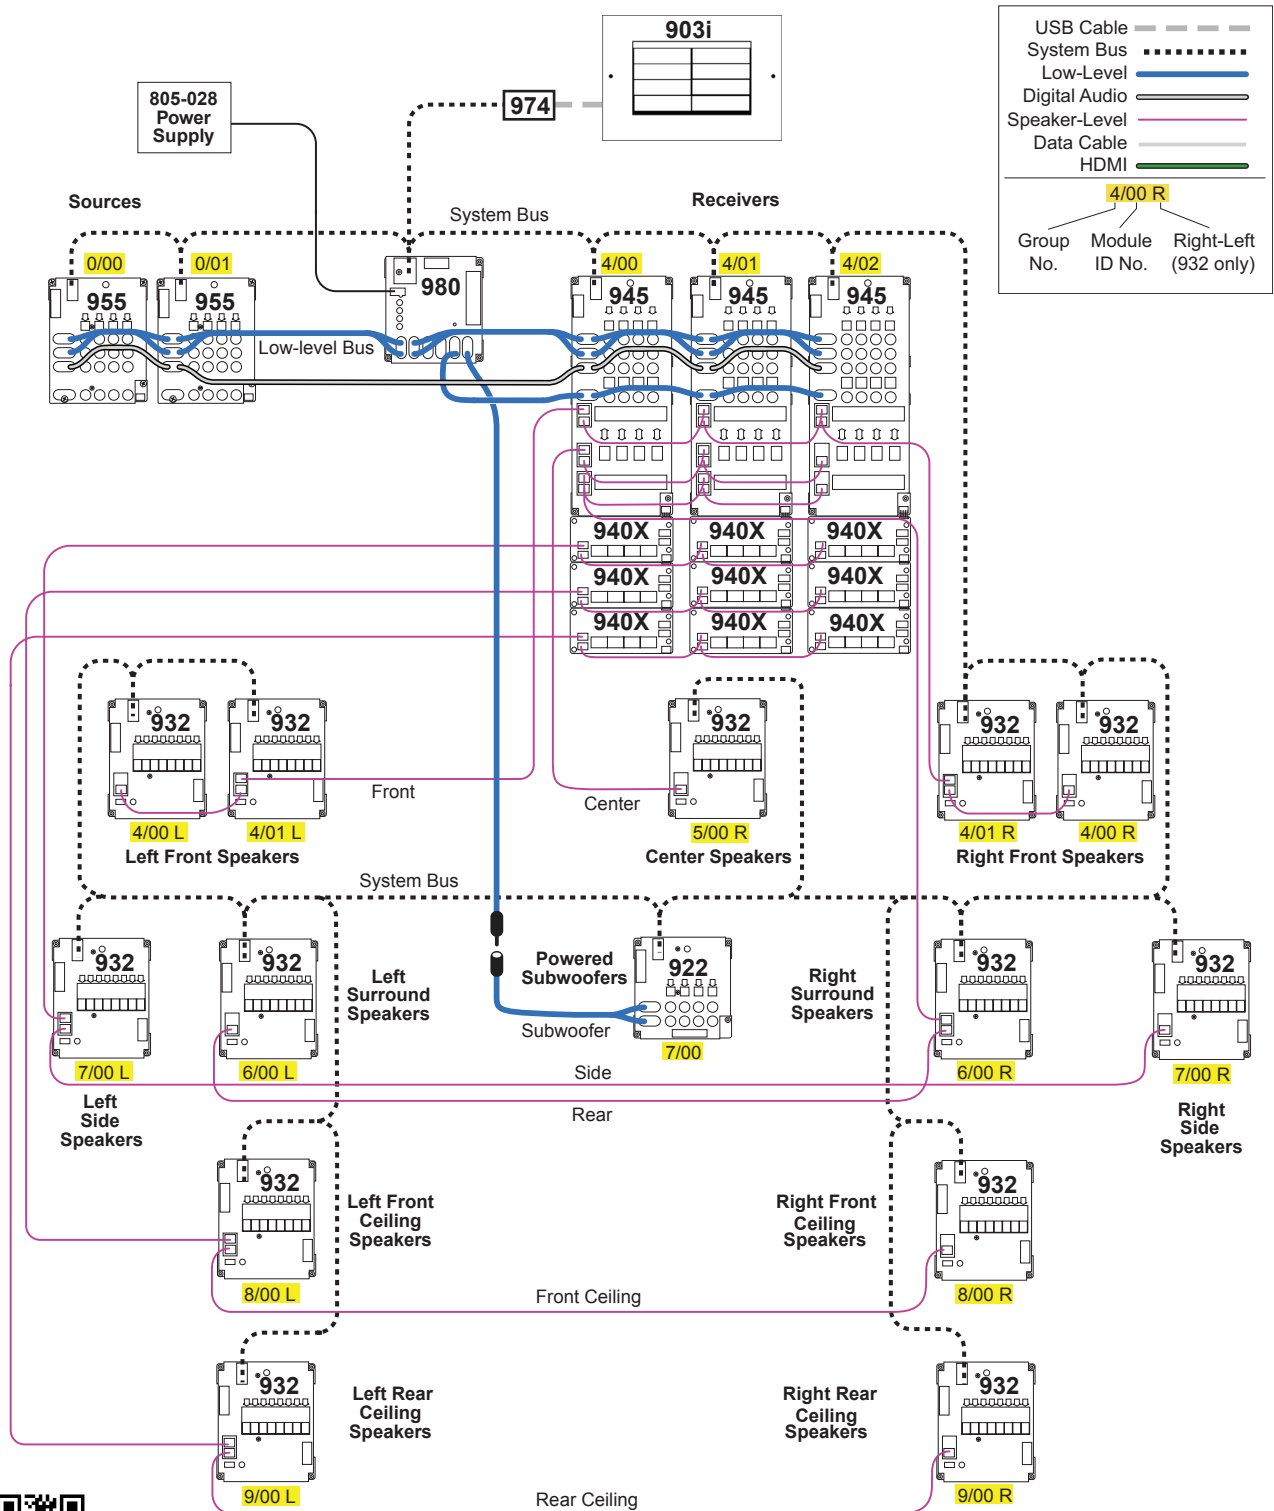 903i
USB Cable
System Bus
Low-Level
Digital Audio
Speaker-Level
Data Cable
HDMI
4/00 R
Group No.
Module ID No.
Right-Left (932 only)
805-028
Power
Supply
974
Sources
System Bus
Receivers
0/00
0/01
4/00
4/01
4/02
955
955
980
945
945
945
Low-level Bus
940X
940X
940X
940X
940X
940X
940X
940X
940X
932
932
932
932
932
Front
Center
4/00 L
4/01 L
5/00 R
4/01 R
4/00 R
Left Front Speakers
Center Speakers
Right Front Speakers
System Bus
932
932
Left
Surround
Speakers
Powered
Subwoofers
922
Right
Surround
Speakers
932
932
Subwoofer
7/00 L
6/00 L
7/00
6/00 R
7/00 R
Side
Left
Side
Speakers
Rear
Right
Side
Speakers
932
Left Front
Ceiling
Speakers
Right Front
Ceiling
Speakers
932
8/00 L
Front Ceiling
8/00 R
932
Left Rear
Ceiling
Speakers
Right Rear
Ceiling
Speakers
932
9/00 L
Rear Ceiling
9/00 R